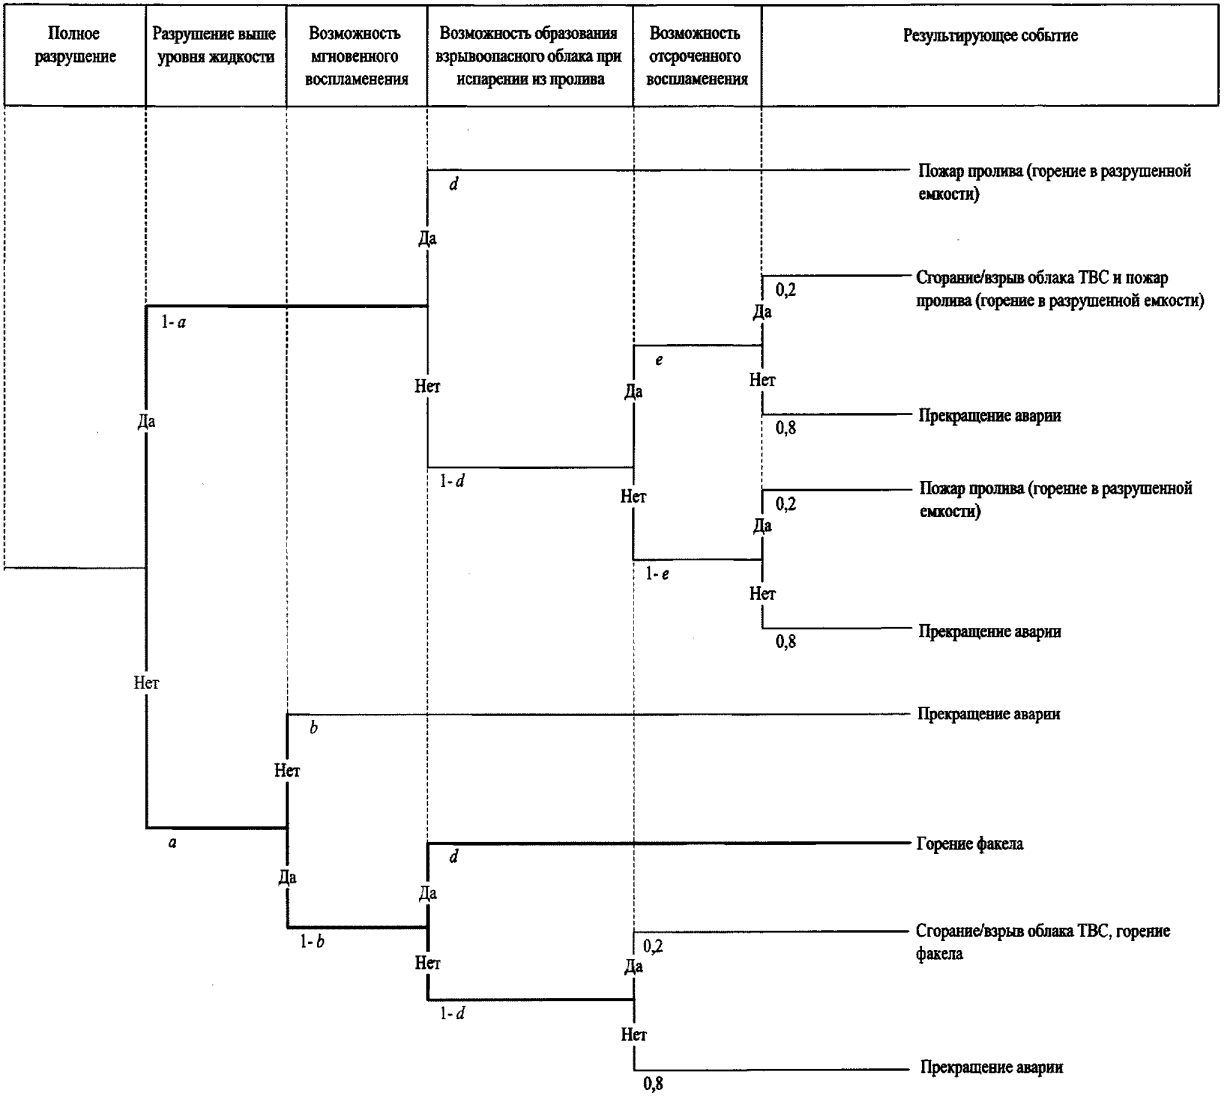 Полное
разрушение
Разрушение выше
уровня жидкости
Возможность
мгновенного
воспламенения
Возможность образования
взрывоопасного облака при
испарении из пролива
Возможность
отсроченного
воспламенения
Результирующее событие
d
Пожар пролива (горение в разрушенной
емкости)
Да
0,2
Сгорание/взрыв облака ТВС и пожар
пролива (горение в разрушенной емкости)
Да
1- a
e
Нет
Нет
Да
Да
0,8
Прекращение аварии
1- d
Нет
0,2
Пожар пролива (горение в разрушенной
емкости)
Да
1- e
Нет
0,8
Прекращение аварии
Нет
b
Прекращение аварии
Нет
a
d
Горение факела
Да
Да
1- b
0,2
Сгорание/взрыв облака ТВС, горение
факела
Нет
Да
1- d
Нет
0,8
Прекращение аварии